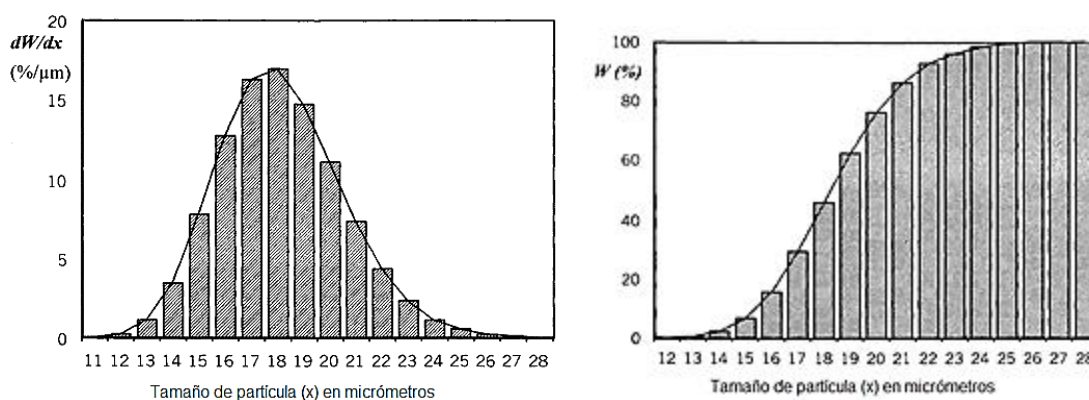 20
dW/dx
(%/µm)
15
10
5
0
11 12 13 14 15 16 17 18 19 20 21 22 23 24 25 26 27 28
Tamaño de partícula (x) en micrómetros
100
W (%)
80
60
40
20
0
12 13 14 15 16 17 18 19 20 21 22 23 24 25 26 27 28
Tamaño de partícula (x) en micrómetros